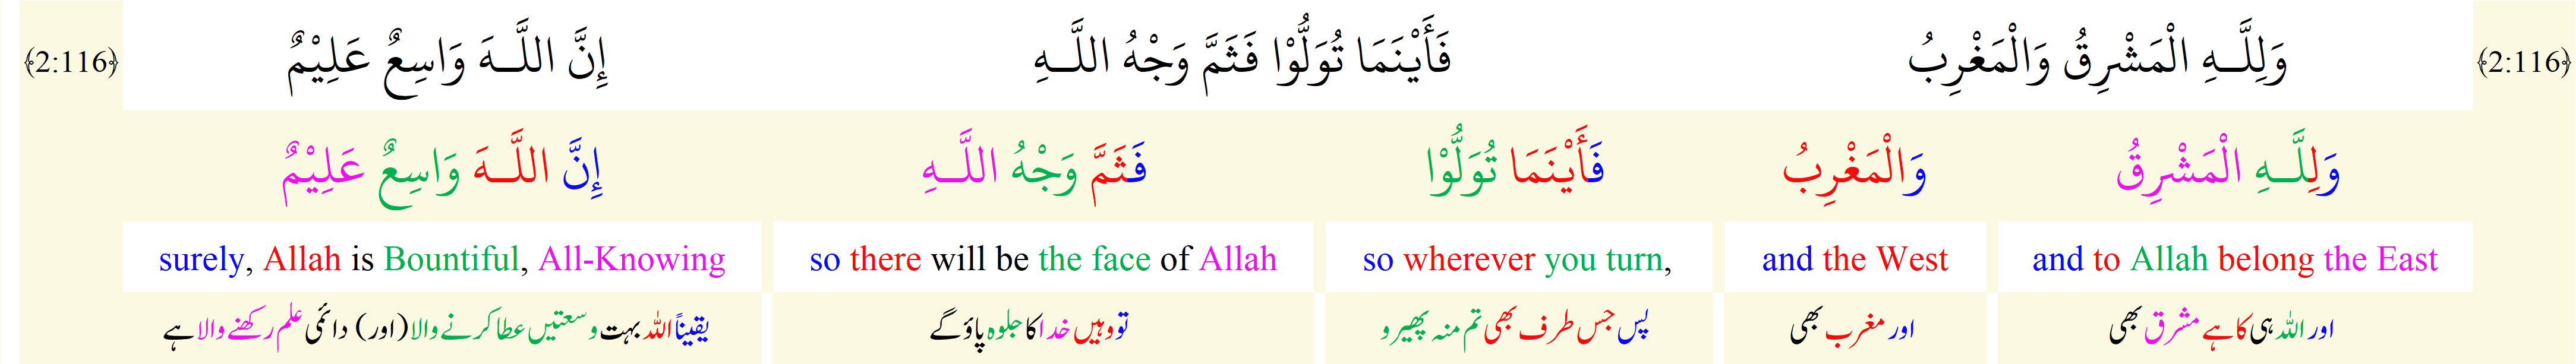 ﴿2:116﴾ وَلِلَّـهِ الْمَشْرِقُ وَالْمَغْرِبُ فَأَيْنَمَا تُوَلُّوْا فَثَمَّ وَجْهُ اللَّـهِ إِنَّ اللَّـهَ وَاسِعٌ عَلِيْمٌ ﴿2:116﴾
وَلِلَّـهِ الْمَشْرِقُ وَالْمَغْرِبُ فَأَيْنَمَا تُوَلُّوْا فَثَمَّ وَجْهُ اللَّـهِ إِنَّ اللَّـهَ وَاسِعٌ عَلِيْمٌ
and to Allah belong the East and the West so wherever you turn, so there will be the face of Allah surely, Allah is Bountiful, All-Knowing
اور اللہ ہی کا ہے مشرق بھی اور مغرب بھی پس جس طرف بھی تم منہ پھیرو تو وہیں خدا کا جلوہ پاؤ گے یقیناً اللہ بہت وسعتیں عطا کرنے والا (اور) دائمی علم رکھنے والا ہے